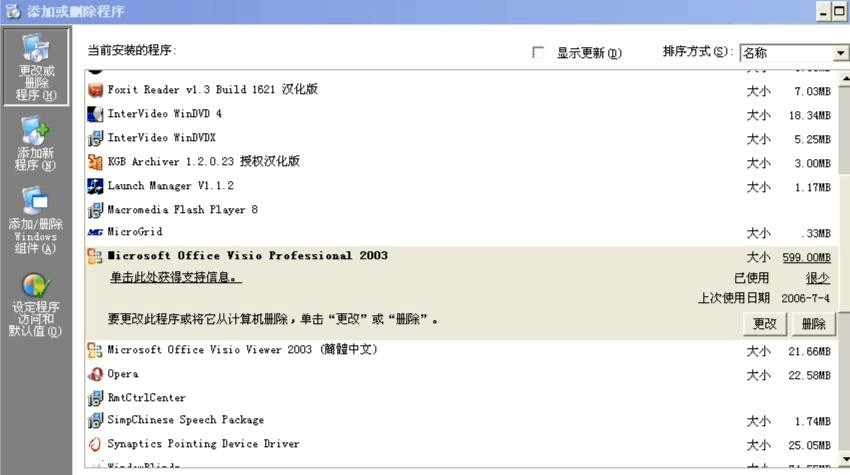 添加或删除程序
当前安装的程序:
显示更新(D)
排序方式(S):
名称
更改或
删除
程序(H)
添加新
程序(N)
添加/删除
Windows
组件(A)
设定程序
访问和
默认值(O)
Foxit Reader v1.3 Build 1621 汉化版 大小 7.03MB
InterVideo WinDVD 4 大小 18.34MB
InterVideo WinDVDX 大小 5.25MB
KGB Archiver 1.2.0.23 授权汉化版 大小 3.00MB
Launch Manager V1.1.2 大小 1.17MB
Macromedia Flash Player 8
MicroGrid 大小 .33MB
Microsoft Office Visio Professional 2003 大小 599.00MB
单击此处获得支持信息。 已使用 很少
上次使用日期 2006-7-4
要更改此程序或将它从计算机删除,单击“更改”或“删除”。 更改 删除
Microsoft Office Visio Viewer 2003 (簡體中文) 大小 21.66MB
Opera 大小 22.58MB
RmtCtrlCenter
SimpChinese Speech Package 大小 1.74MB
Synaptics Pointing Device Driver 大小 25.05MB